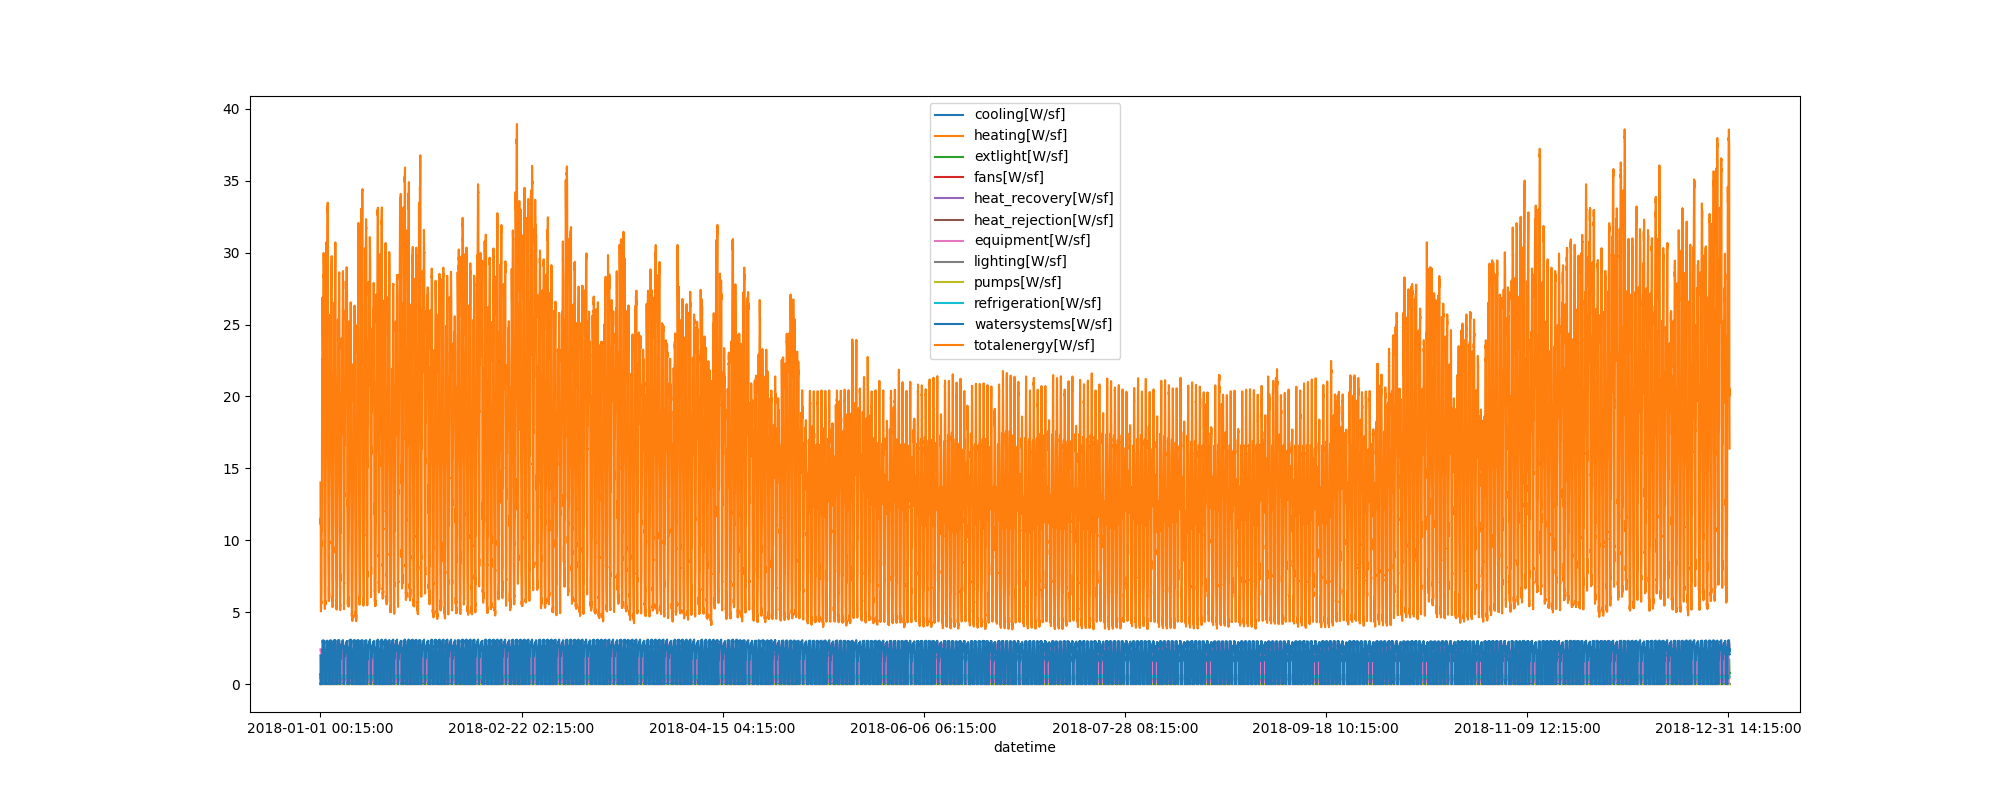 40
35
30
25
20
15
10
5
0
cooling[W/sf]
heating[W/sf]
extlight[W/sf]
fans[W/sf]
heat_recovery[W/sf]
heat_rejection[W/sf]
equipment[W/sf]
lighting[W/sf]
pumps[W/sf]
refrigeration[W/sf]
watersystems[W/sf]
totalenergy[W/sf]
2018-01-01 00:15:00 2018-02-22 02:15:00 2018-04-15 04:15:00 2018-06-06 06:15:00 2018-07-28 08:15:00 2018-09-18 10:15:00 2018-11-09 12:15:00 2018-12-31 14:15:00
datetime